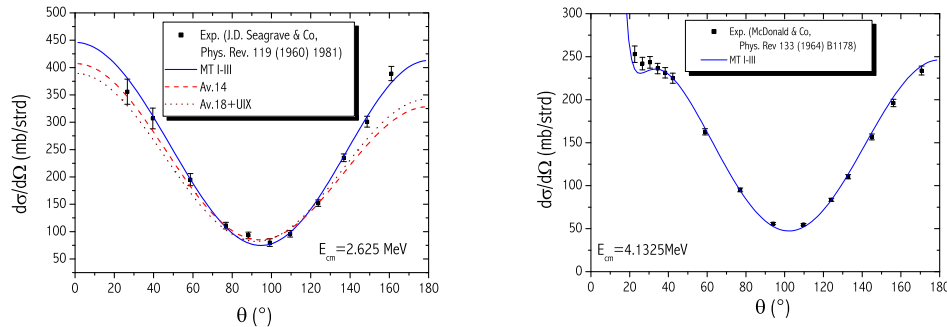 500
450
400
350
300
250
200
150
100
50
dσ/dΩ (mb/strd)
Exp. (J.D. Seagrave & Co,
Phys. Rev. 119 (1960) 1981)
MT I-III
Av.14
Av.18+UIX
E_cm=2.625 MeV
0 20 40 60 80 100 120 140 160 180
θ (°)
300
250
200
150
100
50
0
dσ/dΩ (mb/strd)
Exp. (McDonald & Co,
Phys. Rev 133 (1964) B1178)
MT I-III
E_cm=4.1325MeV
0 20 40 60 80 100 120 140 160 180
θ (°)